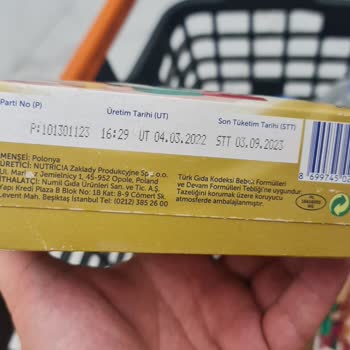 Parti No (P)
Üretim Tarihi (UT)
Son Tüketim Tarihi (STT)
P:101301123 16:29 UT 04.03.2022 STT 03.09.2023
MENŞEİ: Polonya
ÜRETİCİ: NUTRICIA Zaklady Produkcyjne Sp. z o.o.
Ul. Marka z Jemielnicy 1, 45-952 Opole, Poland
İTHALATÇI: Numil Gıda Ürünleri San. ve Tic. A.Ş.
Yapı Kredi Plaza B Blok No: 18 Kat: 8-9 Cömert Sk.
Levent Mah. Beşiktaş İstanbul Tel: (0212) 385 26 00
Türk Gıda Kodeksi Bebek Formülleri
ve Devam Formülleri Tebliği ne uygundur.
Tazeliğini korumak üzere koruyucu
atmosferde ambalajlanmıştır.